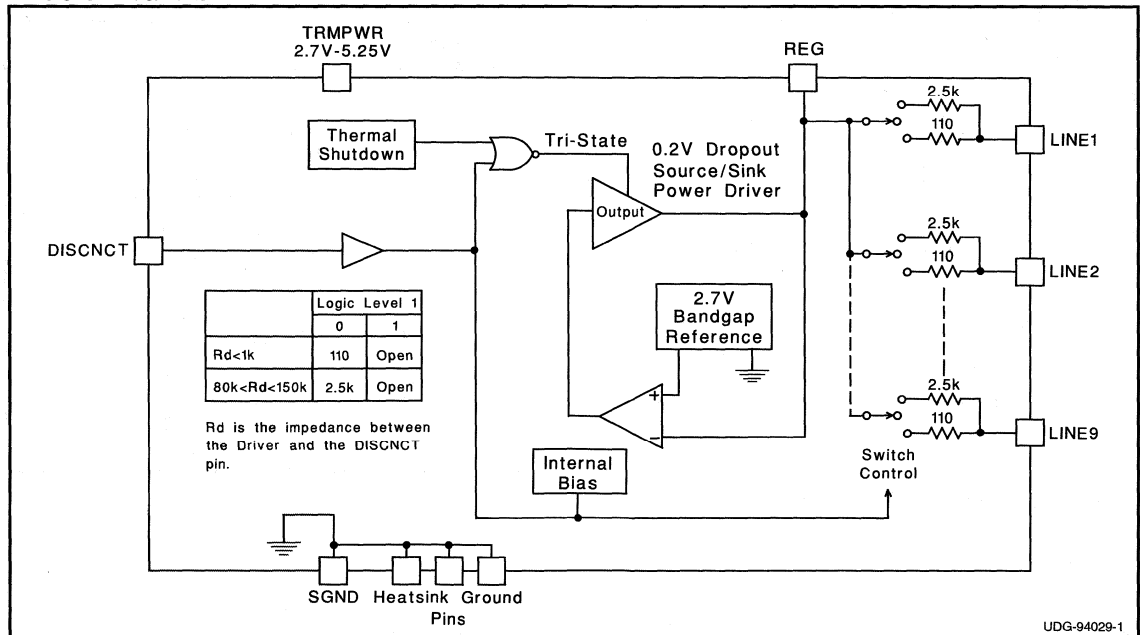 TRMPWR
2.7V-5.25V
REG
Thermal
Shutdown
Tri-State
0.2V Dropout
Source/Sink
Power Driver
Output
2.5k
110
LINE1
DISCNCT
2.5k
110
LINE2
Logic Level 1
0 1
Rd<1k 110 Open
80k<Rd<150k 2.5k Open
2.7V
Bandgap
Reference
+
−
Rd is the impedance between
the Driver and the DISCNCT
pin.
2.5k
110
LINE9
Internal
Bias
Switch
Control
SGND Heatsink Ground
Pins
UDG-94029-1